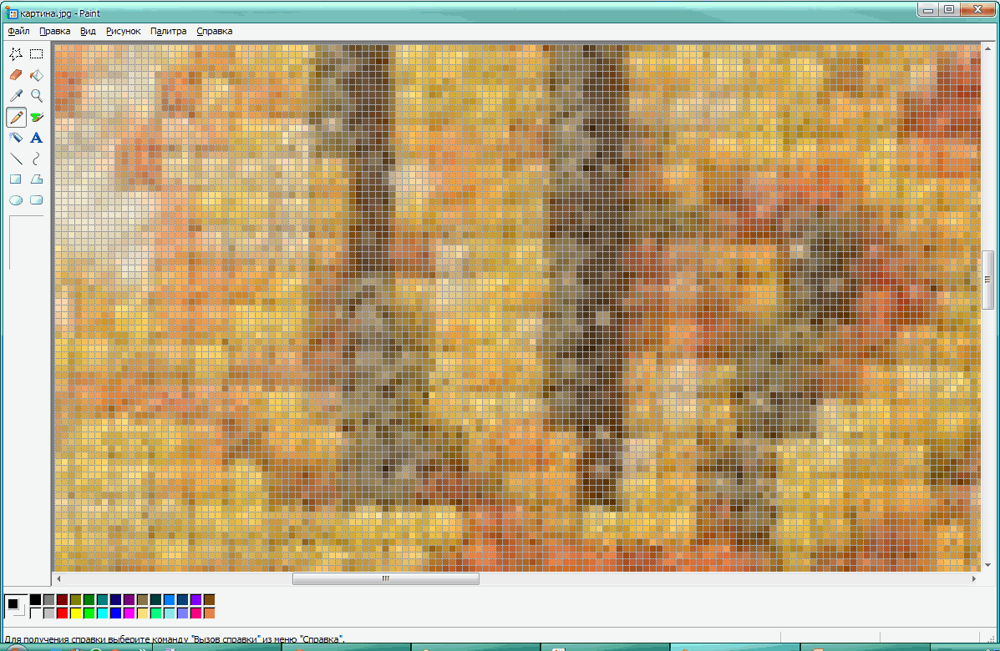 картина.jpg - Paint
Файл Правка Вид Рисунок Палитра Справка
A
Для получения справки выберите команду "Вызов справки" из меню "Справка".